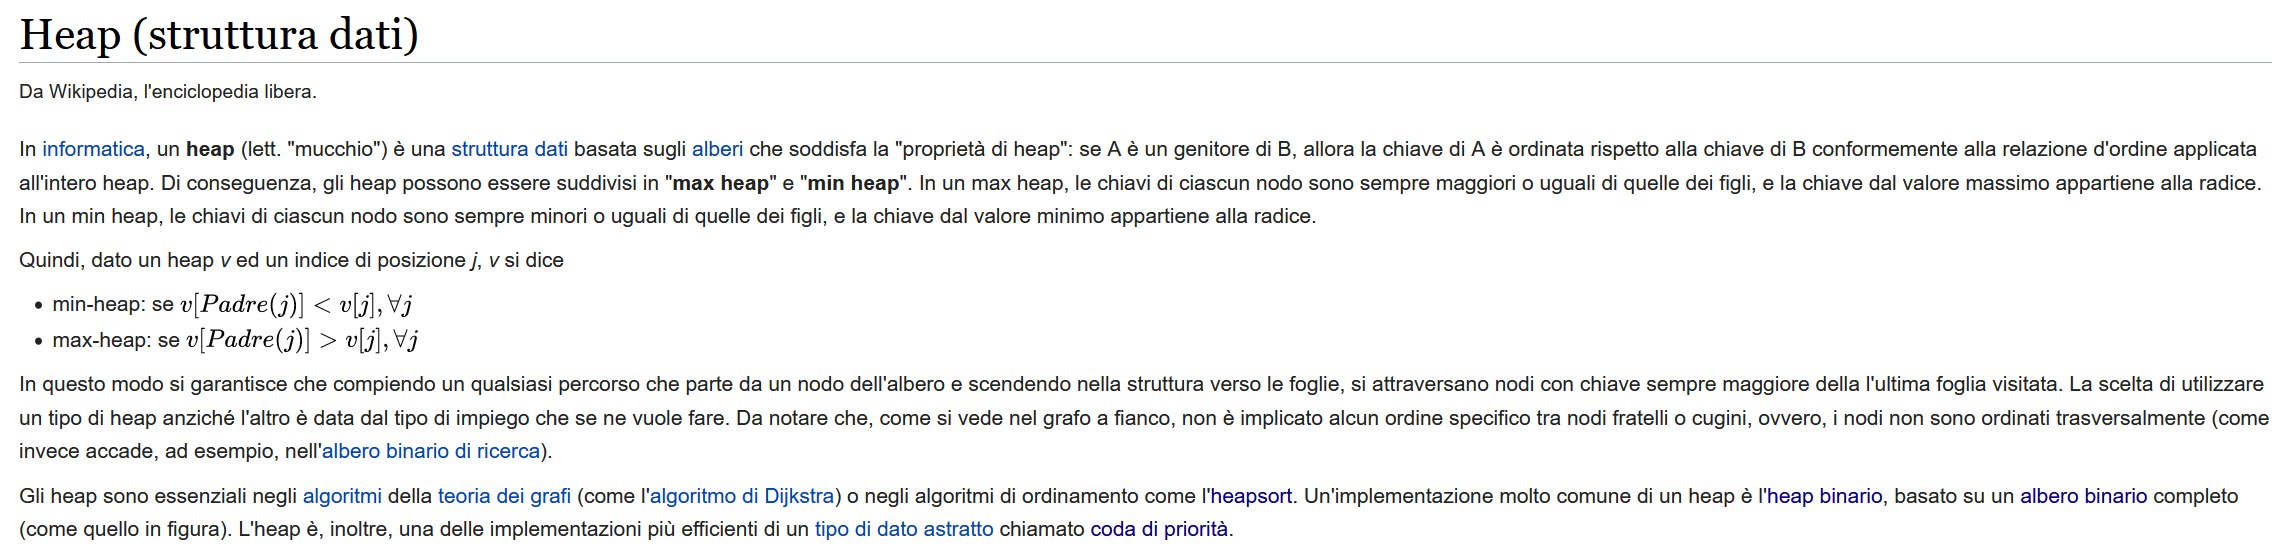 Heap (struttura dati)
Da Wikipedia, l'enciclopedia libera.
In informatica, un heap (lett. "mucchio") è una struttura dati basata sugli alberi che soddisfa la "proprietà di heap": se A è un genitore di B, allora la chiave di A è ordinata rispetto alla chiave di B conformemente alla relazione d'ordine applicata
all'intero heap. Di conseguenza, gli heap possono essere suddivisi in "max heap" e "min heap". In un max heap, le chiavi di ciascun nodo sono sempre maggiori o uguali di quelle dei figli, e la chiave dal valore massimo appartiene alla radice.
In un min heap, le chiavi di ciascun nodo sono sempre minori o uguali di quelle dei figli, e la chiave dal valore minimo appartiene alla radice.
Quindi, dato un heap v ed un indice di posizione j, v si dice
• min-heap: se v[Padre(j)] < v[j], ∀j
• max-heap: se v[Padre(j)] > v[j], ∀j
In questo modo si garantisce che compiendo un qualsiasi percorso che parte da un nodo dell'albero e scendendo nella struttura verso le foglie, si attraversano nodi con chiave sempre maggiore della l'ultima foglia visitata. La scelta di utilizzare
un tipo di heap anziché l'altro è data dal tipo di impiego che se ne vuole fare. Da notare che, come si vede nel grafo a fianco, non è implicato alcun ordine specifico tra nodi fratelli o cugini, ovvero, i nodi non sono ordinati trasversalmente (come
invece accade, ad esempio, nell'albero binario di ricerca).
Gli heap sono essenziali negli algoritmi della teoria dei grafi (come l'algoritmo di Dijkstra) o negli algoritmi di ordinamento come l'heapsort. Un'implementazione molto comune di un heap è l'heap binario, basato su un albero binario completo
(come quello in figura). L'heap è, inoltre, una delle implementazioni più efficienti di un tipo di dato astratto chiamato coda di priorità.